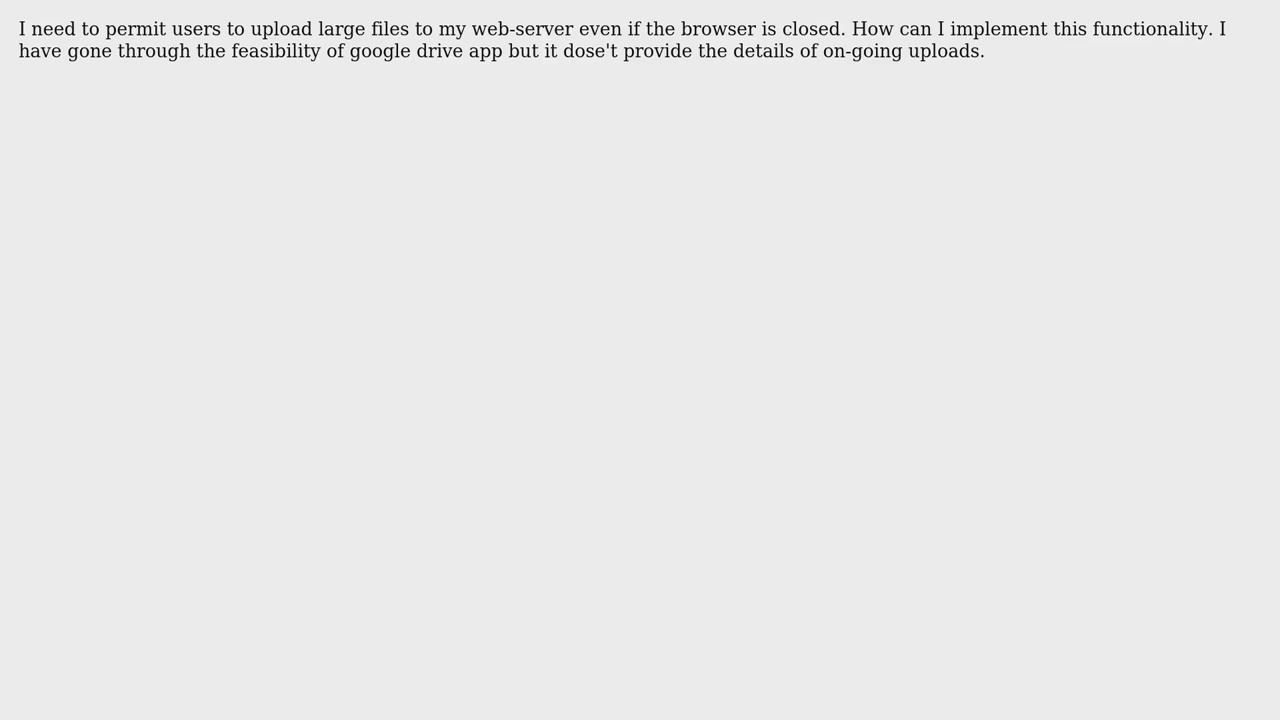 I need to permit users to upload large files to my web-server even if the browser is closed. How can I implement this functionality. I
have gone through the feasibility of google drive app but it dose't provide the details of on-going uploads.